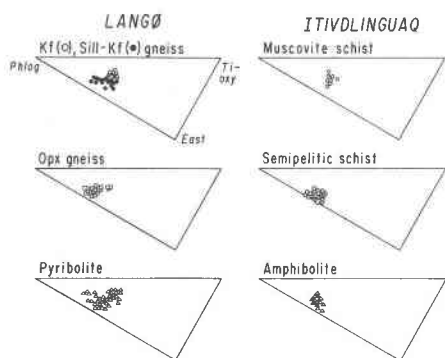 LANGØ
ITIVDLINGUAQ
Kf(o), Sill-Kf(•) gneiss
Muscovite schist
Phlog
Ti-
oxy
East
Opx gneiss
Semipelitic schist
Pyribolite
Amphibolite